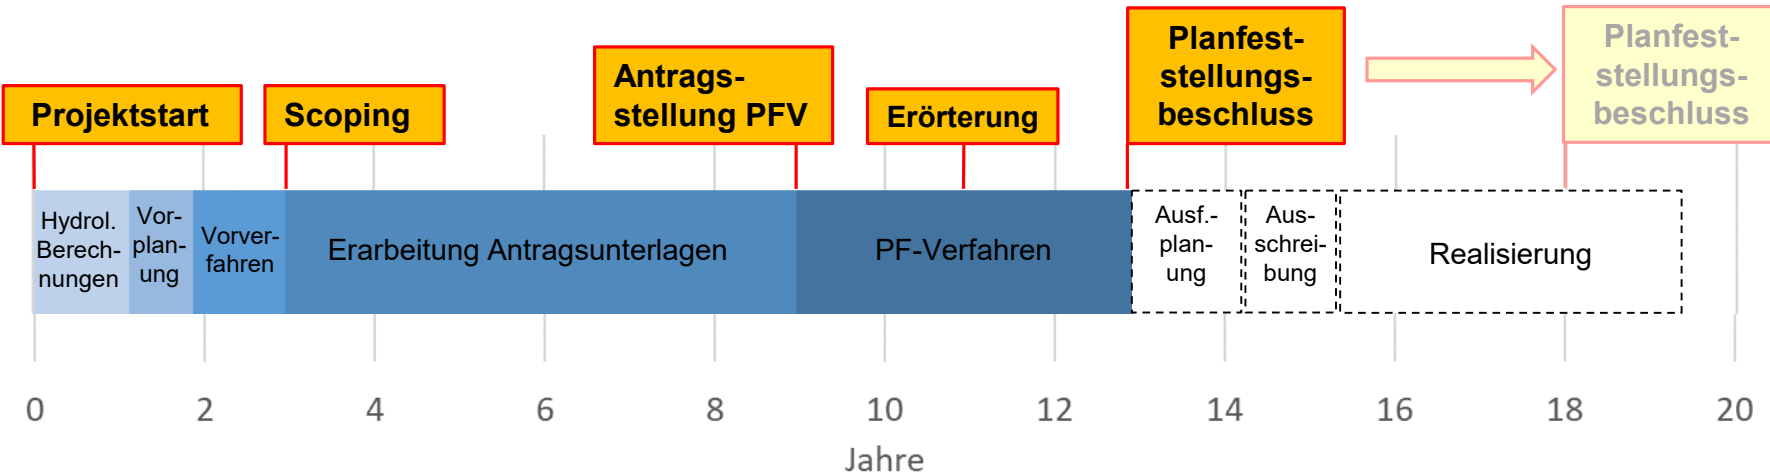 Projektstart
Scoping
Antrags-
stellung PFV
Erörterung
Planfest-
stellungs-
beschluss
Planfest-
stellungs-
beschluss
Hydrol.
Berech-
nungen
Vor-
plan-
ung
Vorver-
fahren
Erarbeitung Antragsunterlagen
PF-Verfahren
Ausf.-
plan-
ung
Aus-
schrei-
bung
Realisierung
0 2 4 6 8 10 12 14 16 18 20
Jahre